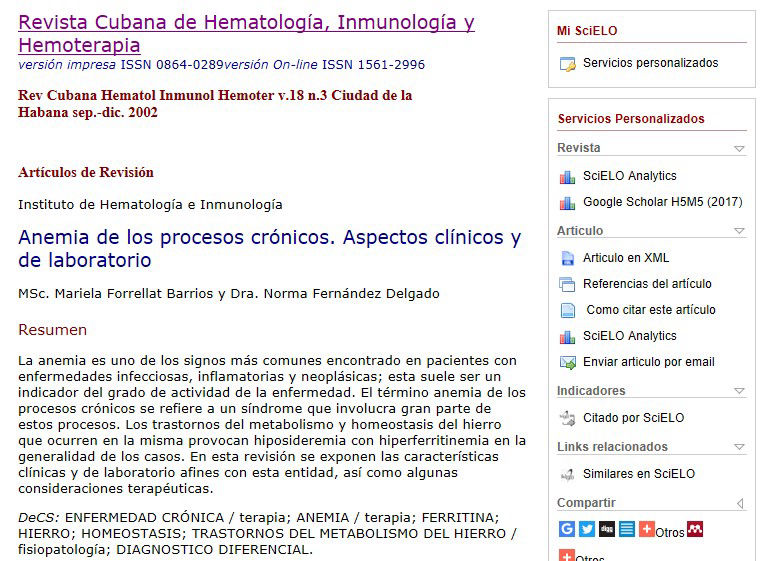 Revista Cubana de Hematología, Inmunología y
Hemoterapia
versión impresa ISSN 0864-0289versión On-line ISSN 1561-2996
Rev Cubana Hematol Inmunol Hemoter v.18 n.3 Ciudad de la
Habana sep.-dic. 2002
Artículos de Revisión
Instituto de Hematología e Inmunología
Anemia de los procesos crónicos. Aspectos clínicos y
de laboratorio
MSc. Mariela Forrellat Barrios y Dra. Norma Fernández Delgado
Resumen
La anemia es uno de los signos más comunes encontrado en pacientes con
enfermedades infecciosas, inflamatorias y neoplásicas; esta suele ser un
indicador del grado de actividad de la enfermedad. El término anemia de los
procesos crónicos se refiere a un síndrome que involucra gran parte de
estos procesos. Los trastornos del metabolismo y homeostasis del hierro
que ocurren en la misma provocan hiposideremia con hiperferritinemia en la
generalidad de los casos. En esta revisión se exponen las características
clínicas y de laboratorio afines con esta entidad, así como algunas
consideraciones terapéuticas.
DeCS: ENFERMEDAD CRÓNICA / terapia; ANEMIA / terapia; FERRITINA;
HIERRO; HOMEOSTASIS; TRASTORNOS DEL METABOLISMO DEL HIERRO /
fisiopatología; DIAGNOSTICO DIFERENCIAL.
Mi SciELO
Servicios personalizados
Servicios Personalizados
Revista
SciELO Analytics
Google Scholar H5M5 (2017)
Articulo
Articulo en XML
Referencias del artículo
Como citar este artículo
SciELO Analytics
Enviar articulo por email
Indicadores
Citado por SciELO
Links relacionados
Similares en SciELO
Compartir
digg
Otros
Otros